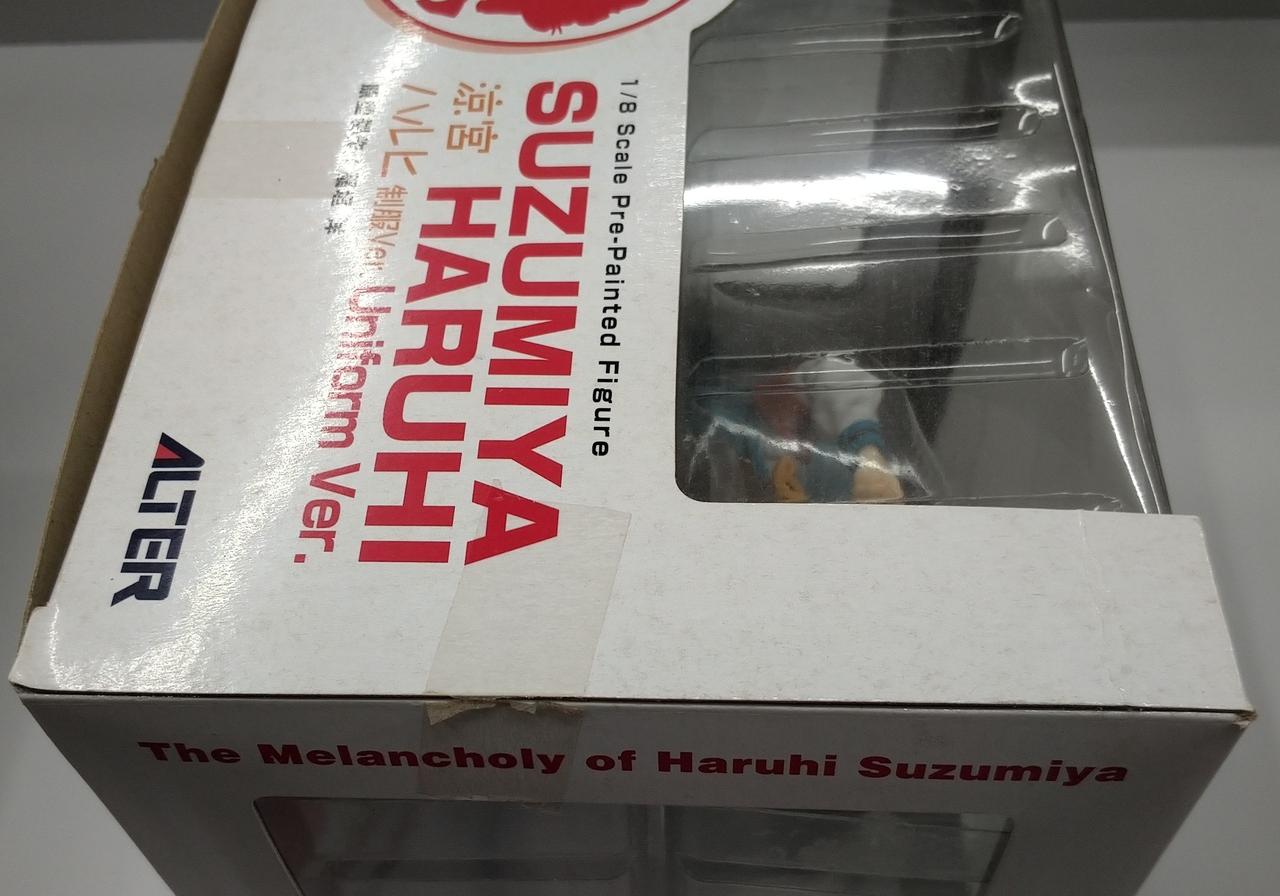 1/8 Scale Pre-Painted Figure
SUZUMIYA
HARUHI
涼宮
ハルヒ 制服Ver. Uniform Ver.
ALTER
The Melancholy of Haruhi Suzumiya